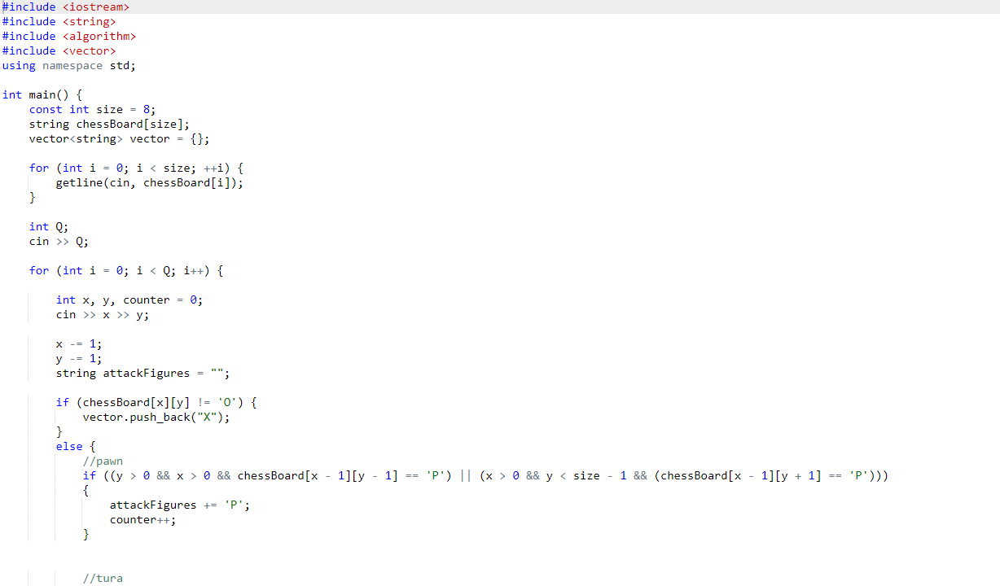 #include <iostream>
#include <string>
#include <algorithm>
#include <vector>
using namespace std;
int main() {
const int size = 8;
string chessBoard[size];
vector<string> vector = {};
for (int i = 0; i < size; ++i) {
getline(cin, chessBoard[i]);
}
int Q;
cin >> Q;
for (int i = 0; i < Q; i++) {
int x, y, counter = 0;
cin >> x >> y;
x -= 1;
y -= 1;
string attackFigures = "";
if (chessBoard[x][y] != 'O') {
vector.push_back("X");
}
else {
//pawn
if ((y > 0 && x > 0 && chessBoard[x - 1][y - 1] == 'P') || (x > 0 && y < size - 1 && (chessBoard[x - 1][y + 1] == 'P')))
{
attackFigures += 'P';
counter++;
}
//tura